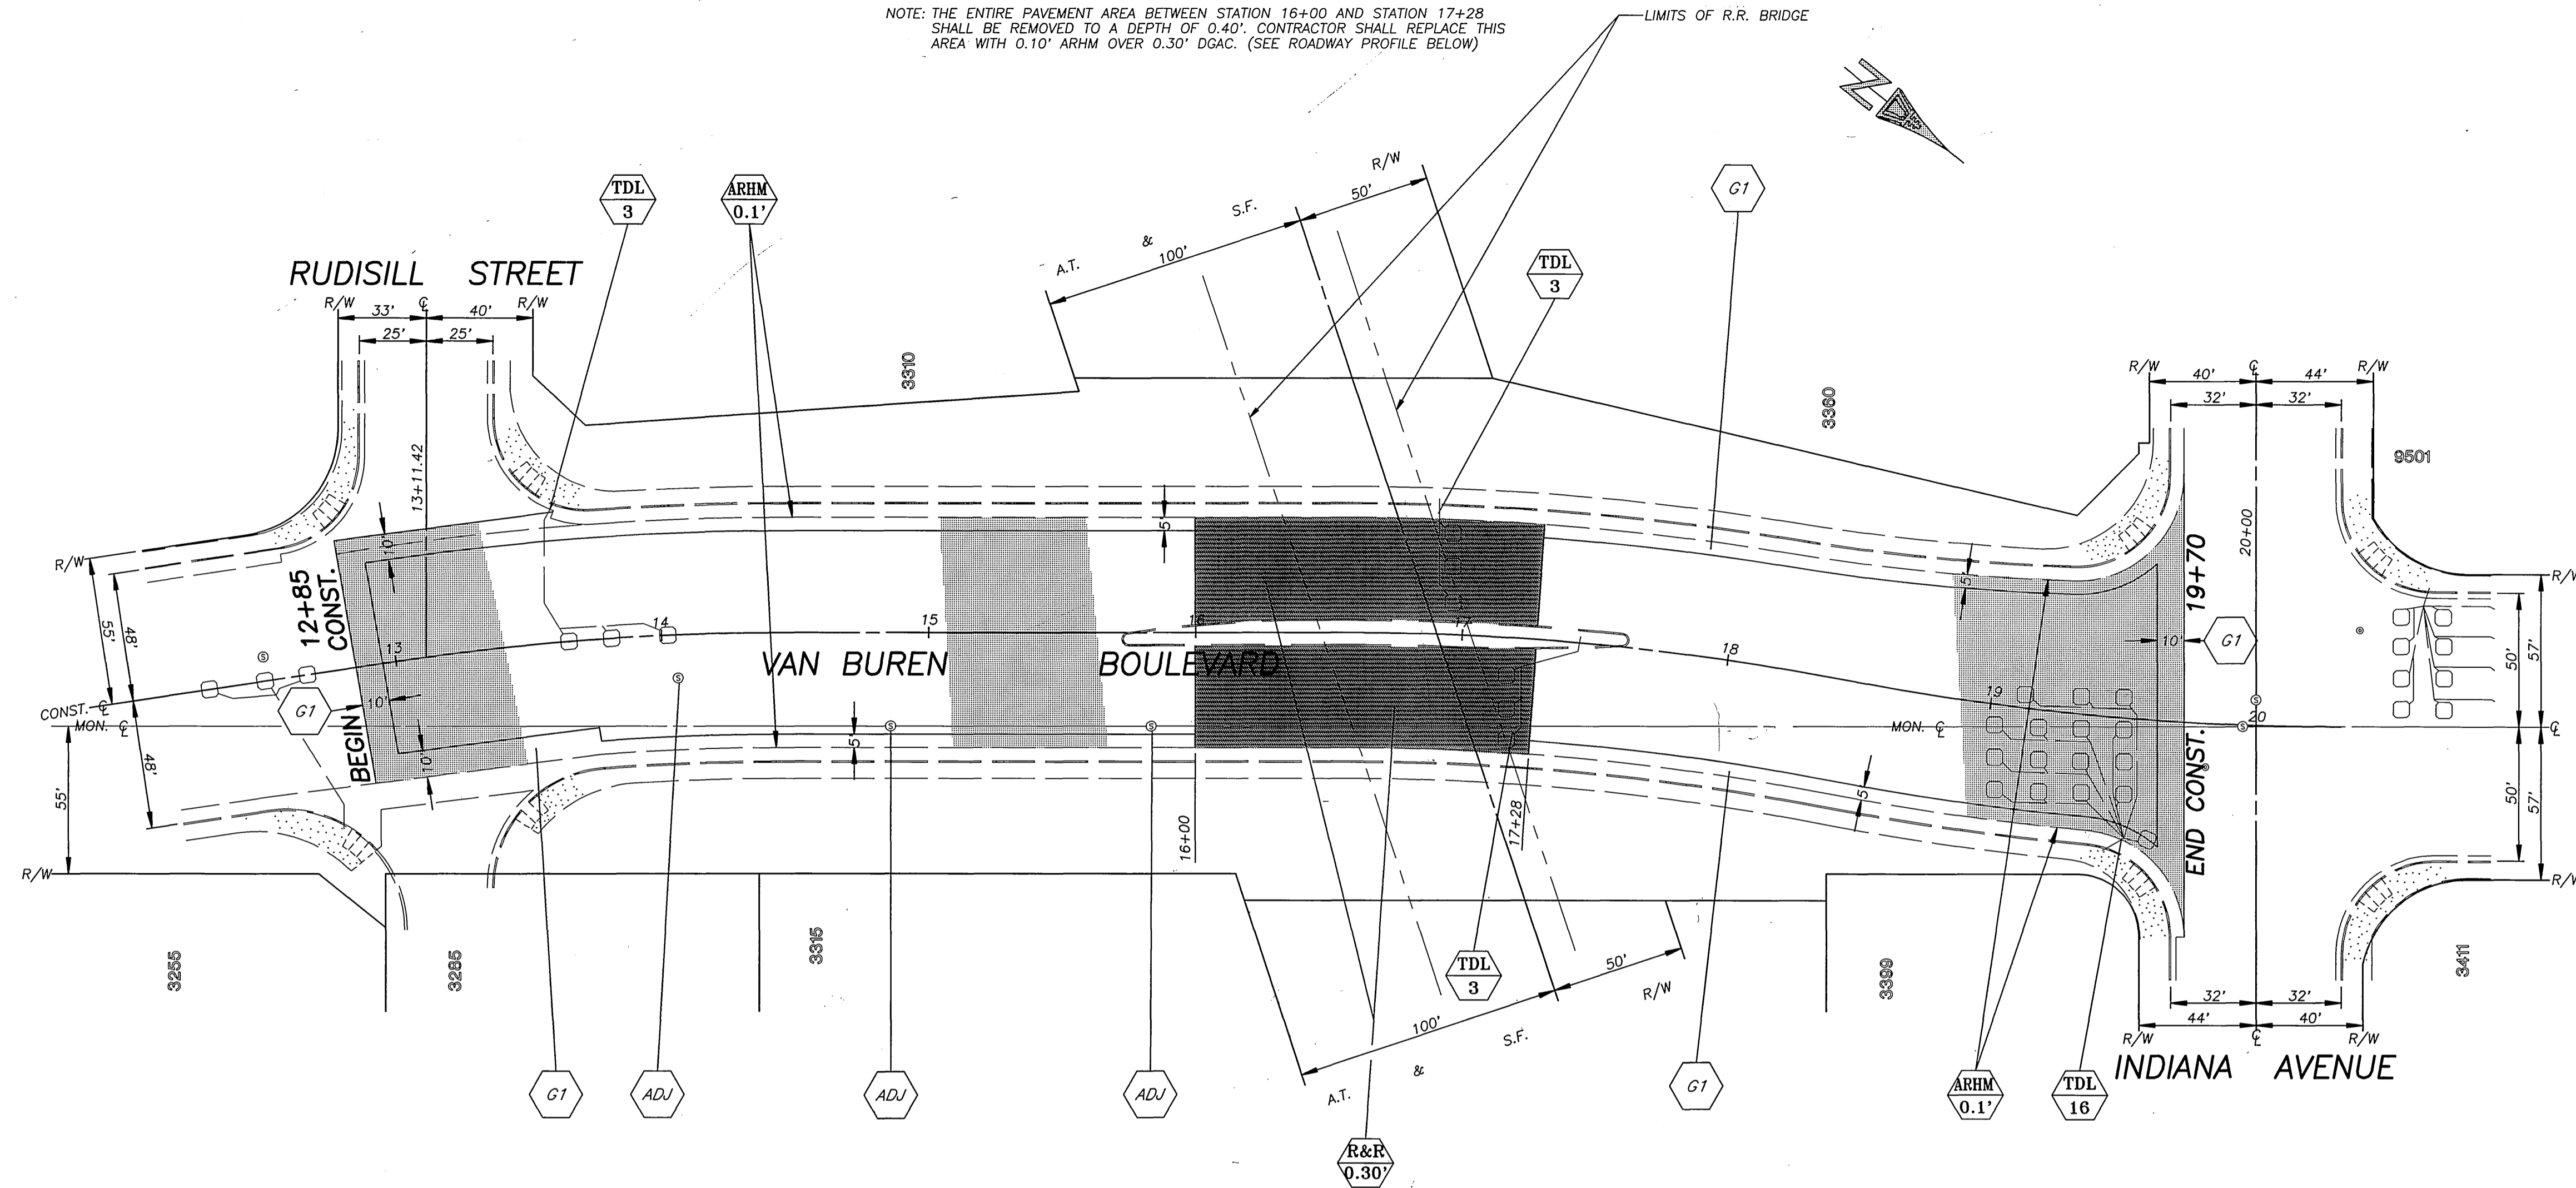 NOTE: THE ENTIRE PAVEMENT AREA BETWEEN STATION 16+00 AND STATION 17+28
SHALL BE REMOVED TO A DEPTH OF 0.40'. CONTRACTOR SHALL REPLACE THIS
AREA WITH 0.10' ARHM OVER 0.30' DGAC. (SEE ROADWAY PROFILE BELOW)
LIMITS OF R.R. BRIDGE
N
R/W
50'
S.F.
&
100'
A.T.
TDL
3
ARHM
0.1'
G1
TDL
3
RUDISILL STREET
R/W
℄
R/W
33'
40'
25'
25'
13+11.42
3310
3360
R/W
℄
R/W
40'
44'
32'
32'
9501
20+00
19+70
END CONST.
R/W
55'
48'
12+85
CONST.
BEGIN
10'
10'
10'
5'
5'
5'
5'
13
14
15
16
17
18
19
20
VAN BUREN BOULEVARD
CONST. ℄
MON. ℄
G1
48'
55'
R/W
MON. ℄
10'
G1
R/W
50'
57'
℄
50'
57'
R/W
16+00
17+28
3255
3285
3315
3399
3411
TDL
3
50'
R/W
100'
S.F.
&
A.T.
32'
32'
44'
40'
R/W
℄
R/W
INDIANA AVENUE
G1
ADJ
ADJ
ADJ
G1
ARHM
0.1'
TDL
16
R&R
0.30'
S
S
S
S
S
S